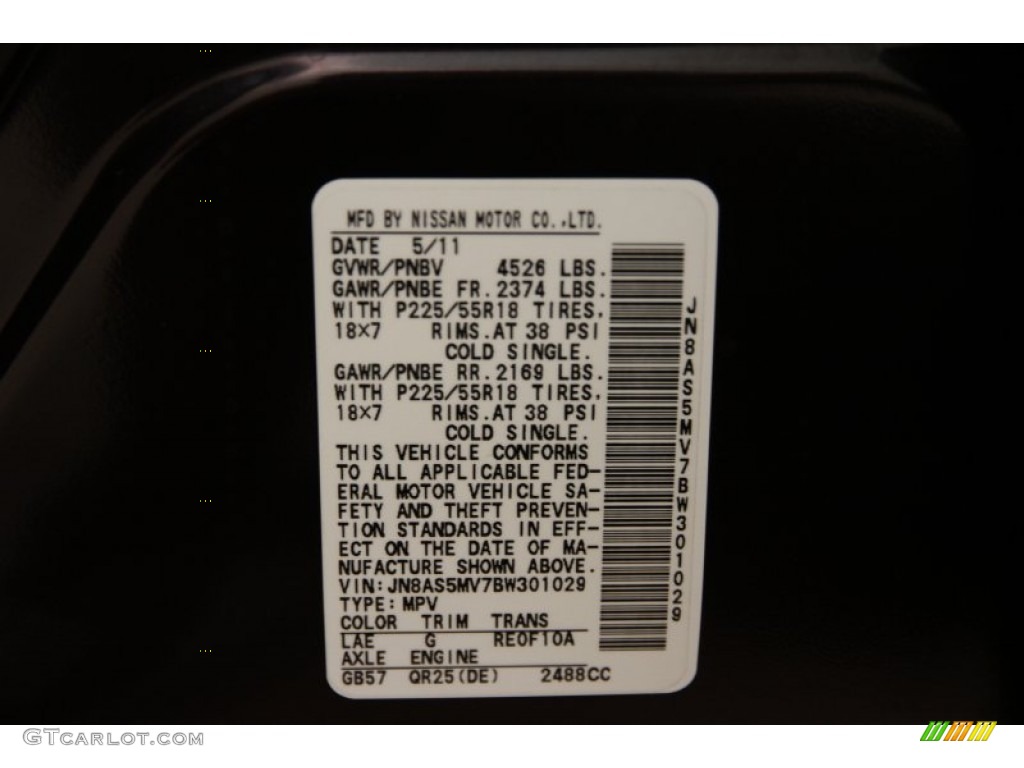 MFD BY NISSAN MOTOR CO.,LTD.
DATE 5/11
GVWR/PNBV 4526 LBS.
GAWR/PNBE FR. 2374 LBS.
WITH P225/55R18 TIRES,
18×7 RIMS. AT 38 PSI
COLD SINGLE.
GAWR/PNBE RR. 2169 LBS.
WITH P225/55R18 TIRES,
18×7 RIMS. AT 38 PSI
COLD SINGLE.
THIS VEHICLE CONFORMS
TO ALL APPLICABLE FED-
ERAL MOTOR VEHICLE SA-
FETY AND THEFT PREVEN-
TION STANDARDS IN EFF-
ECT ON THE DATE OF MA-
NUFACTURE SHOWN ABOVE.
VIN: JN8AS5MV7BW301029
TYPE: MPV
COLOR TRIM TRANS
LAE G RE0F10A
AXLE ENGINE
GB57 QR25(DE) 2488CC
JN8AS5MV7BW301029
GTCARLOT.COM